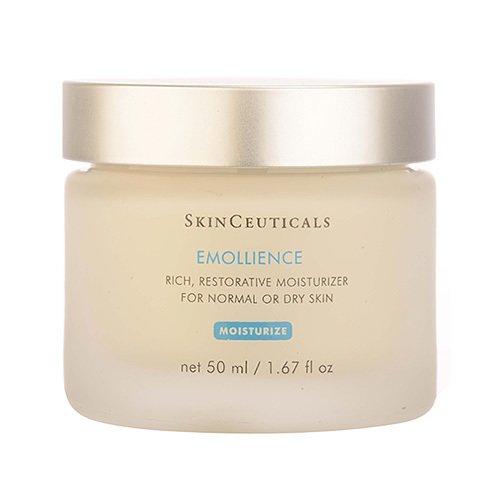 SKINCEUTICALS
EMOLLIENCE
RICH, RESTORATIVE MOISTURIZER
FOR NORMAL OR DRY SKIN
MOISTURIZE
net 50 ml / 1.67 fl oz